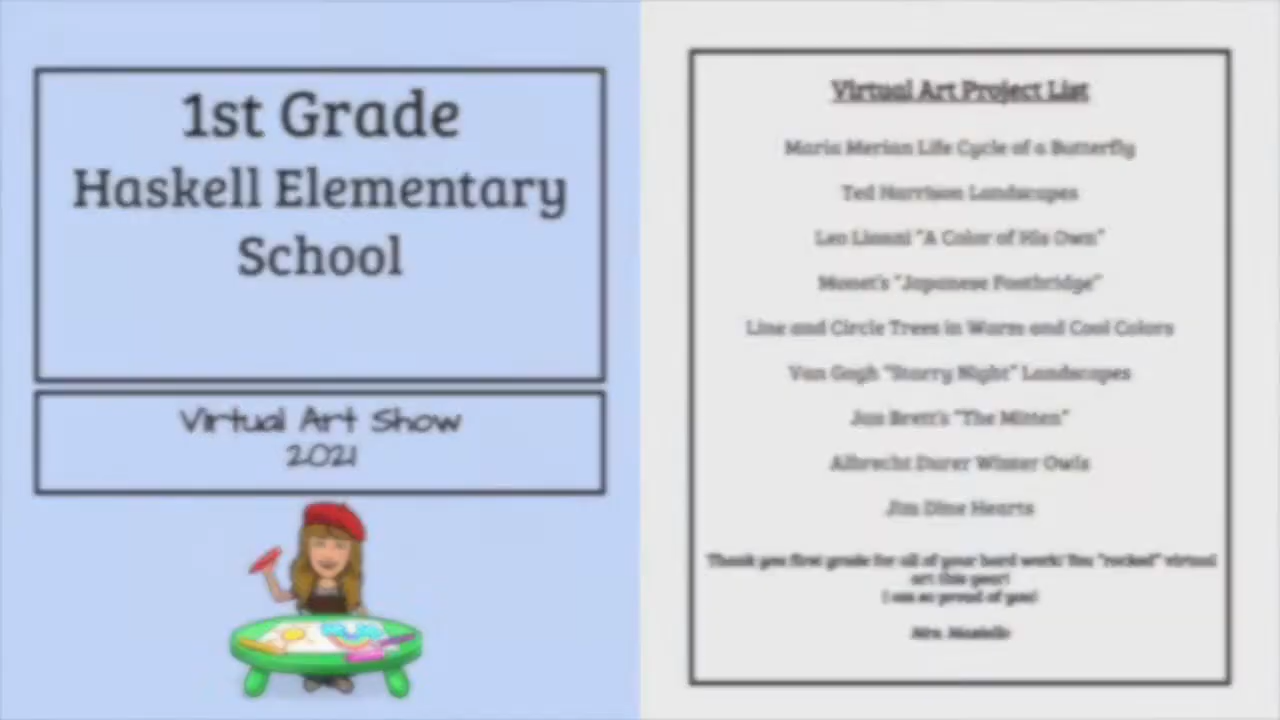 1st Grade
Haskell Elementary
School
Virtual Art Show
2021
Virtual Art Project List
Maria Merian Life Cycle of a Butterfly
Ted Harrison Landscapes
Leo Lionni "A Color of His Own"
Monet's "Japanese Footbridge"
Line and Circle Trees in Warm and Cool Colors
Van Gogh "Starry Night" Landscapes
Jan Brett's "The Mitten"
Albrecht Durer Winter Owls
Jim Dine Hearts
Thank you first grade for all of your hard work! You "rocked" virtual
art this year!
I am so proud of you!
Mrs.